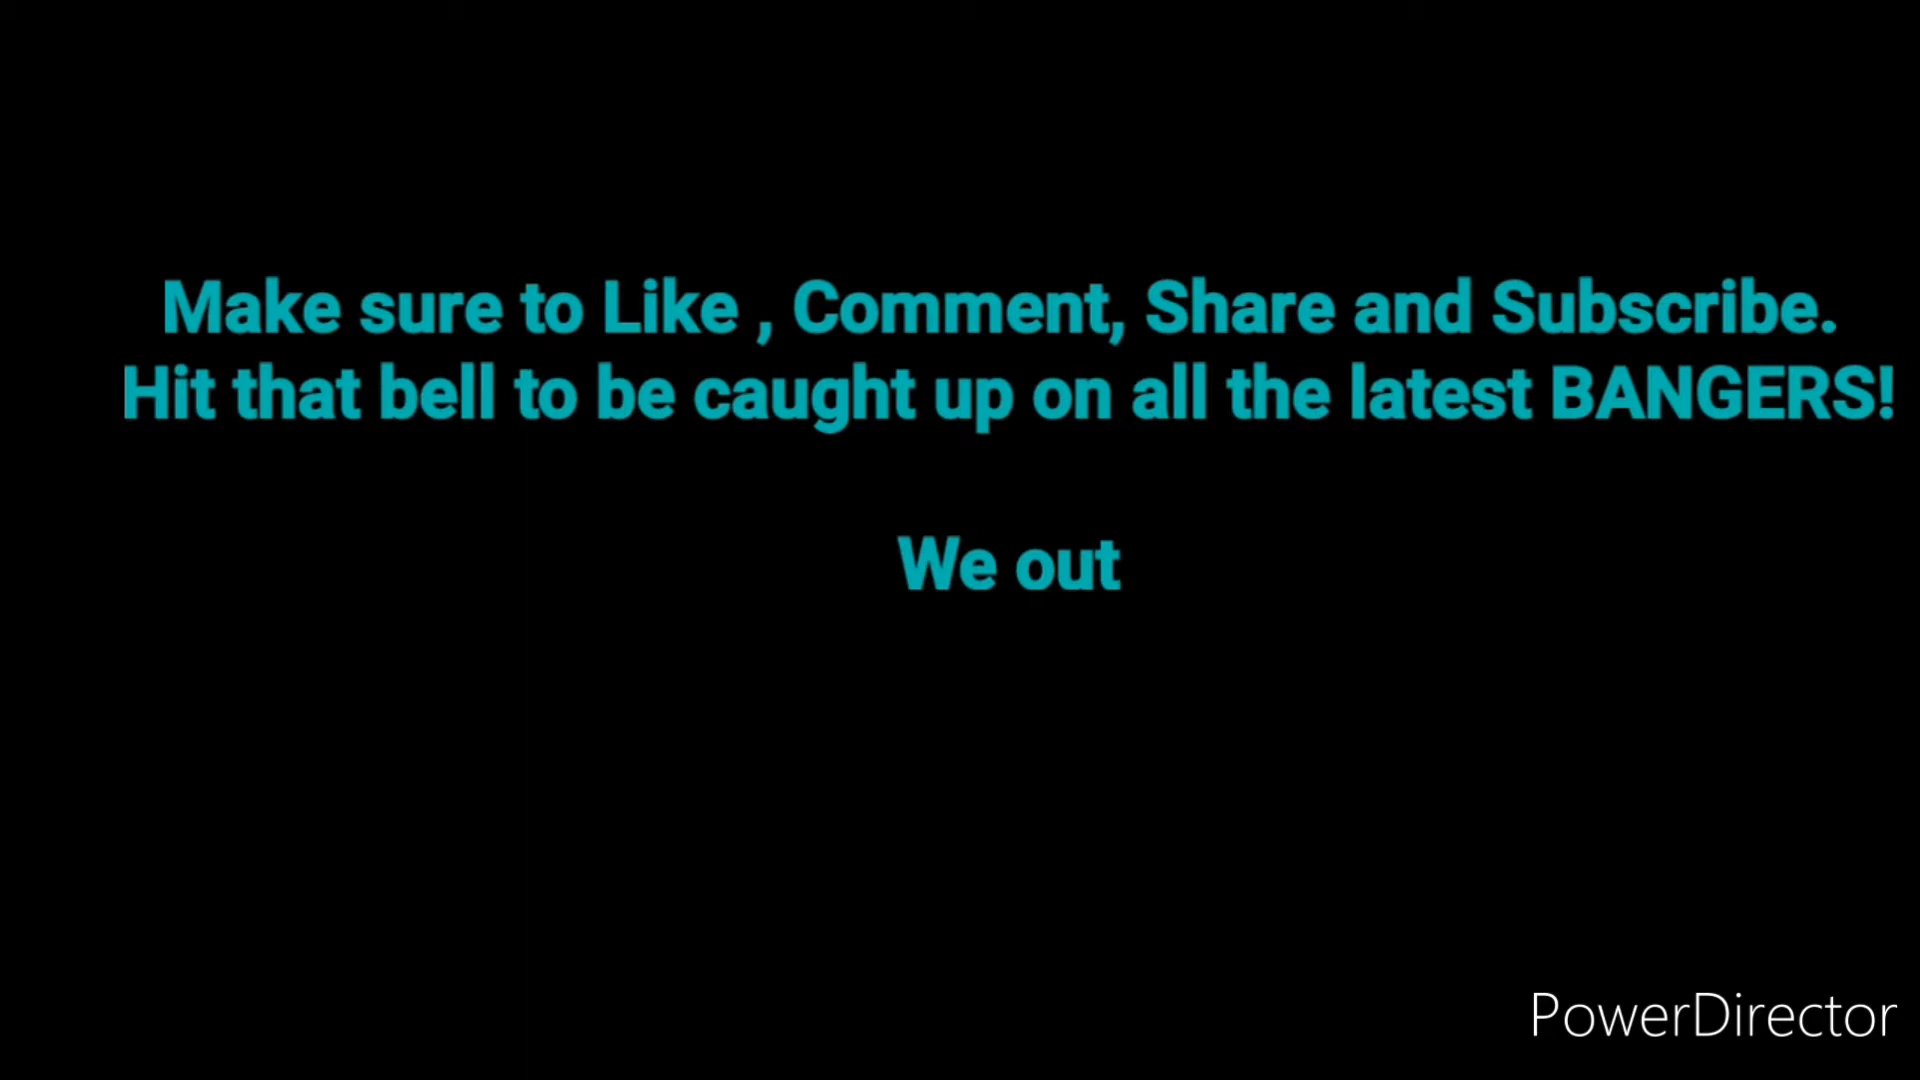 Make sure to Like , Comment, Share and Subscribe.
Hit that bell to be caught up on all the latest BANGERS!
We out
PowerDirector